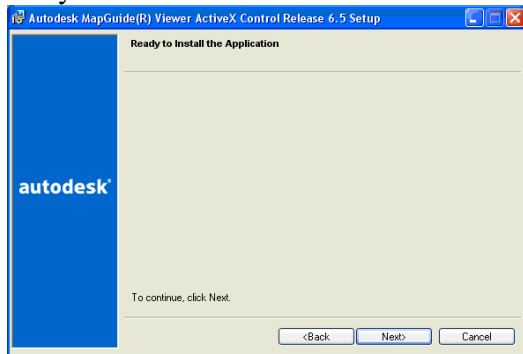 Autodesk MapGuide(R) Viewer ActiveX Control Release 6.5 Setup
Ready to Install the Application
autodesk®
To continue, click Next.
<Back Next> Cancel